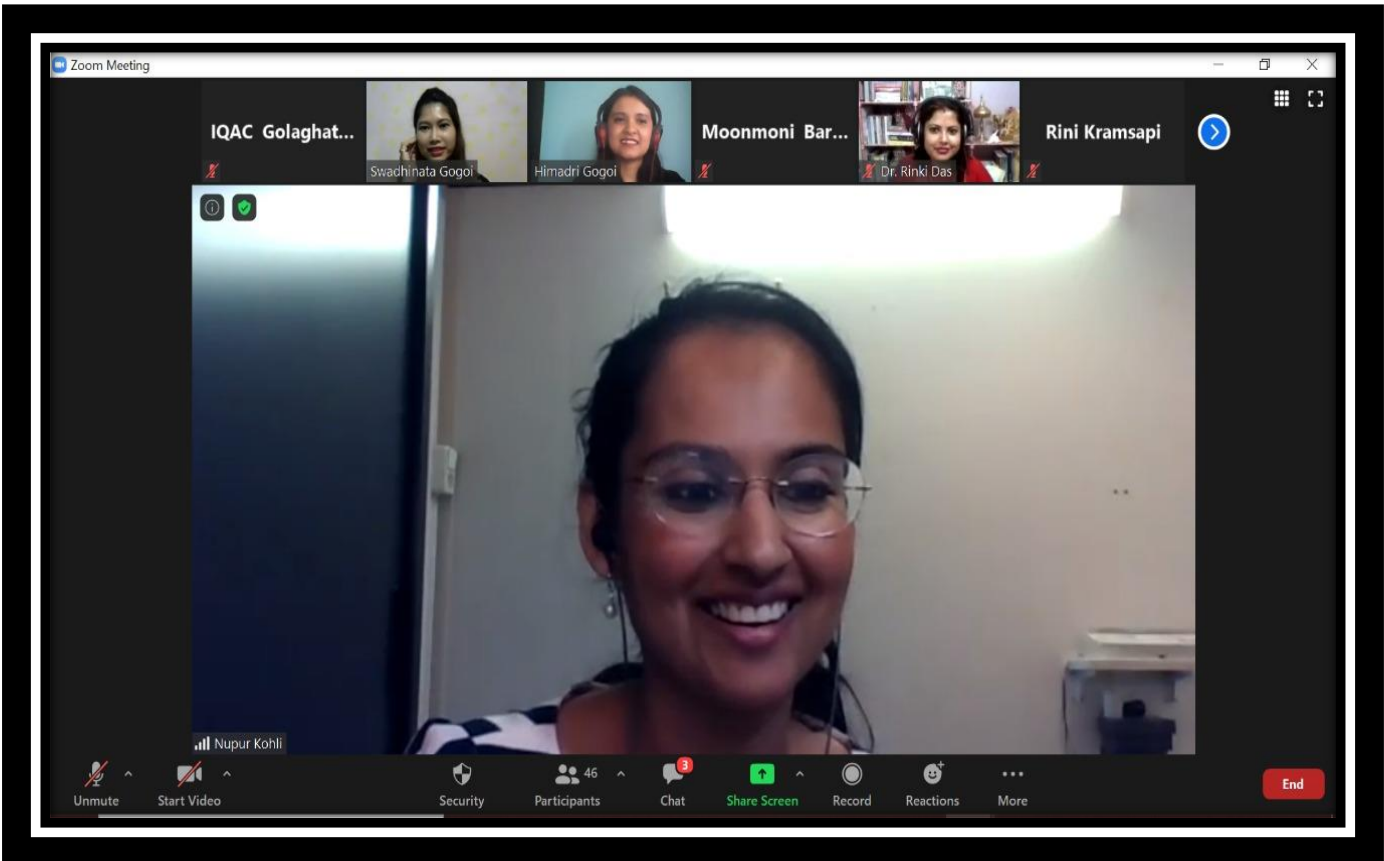 Zoom Meeting
IQAC Golaghat...
Swadhinata Gogoi
Himadri Gogoi
Moonmoni Bar...
Dr. Rinki Das
Rini Kramsapi
Nupur Kohli
Unmute
Start Video
Security
46
Participants
3
Chat
Share Screen
Record
Reactions
More
End